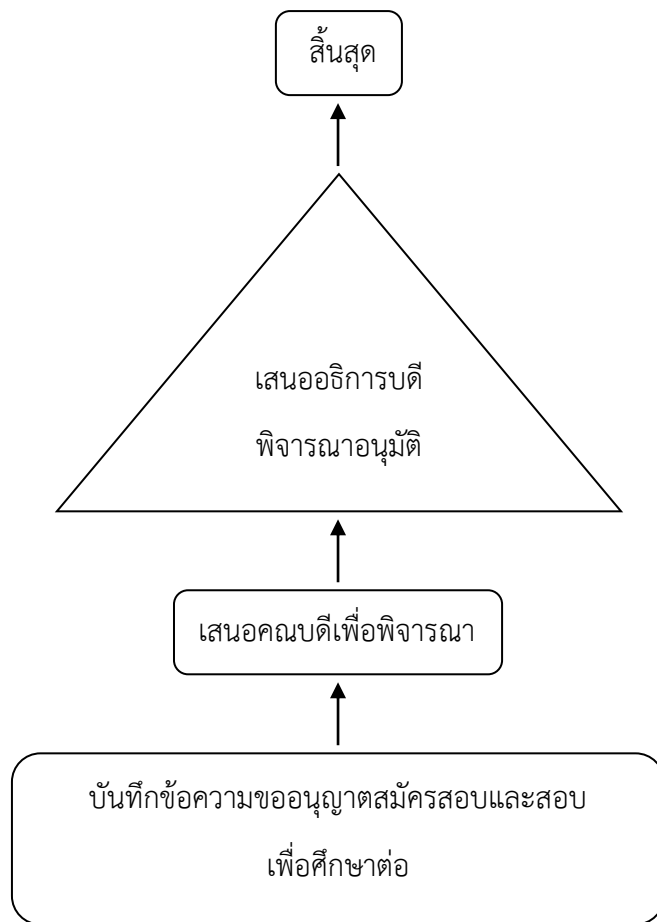 สิ้นสุด
เสนออธิการบดี
พิจารณาอนุมัติ
เสนอคณบดีเพื่อพิจารณา
บันทึกข้อความขออนุญาตสมัครสอบและสอบ
เพื่อศึกษาต่อ